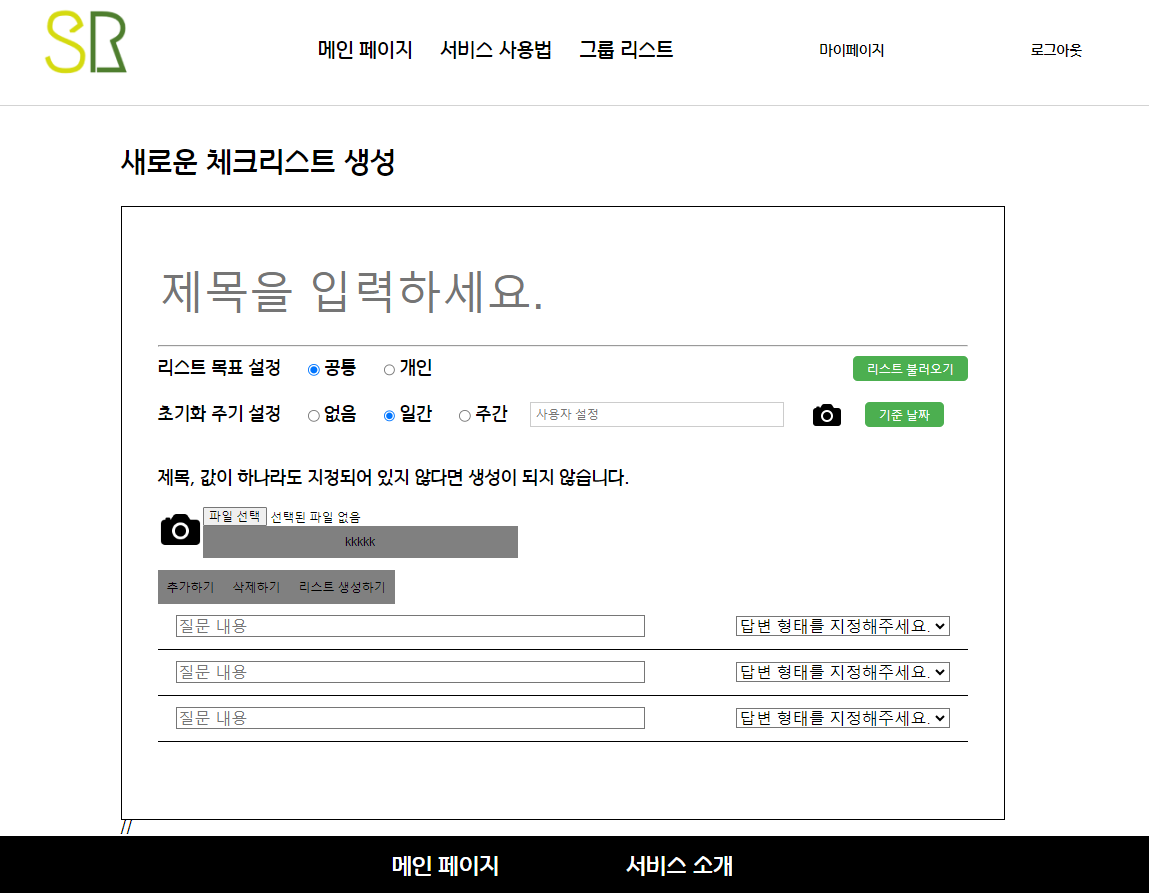 SR
메인 페이지 서비스 사용법 그룹 리스트 마이페이지 로그아웃
새로운 체크리스트 생성
제목을 입력하세요.
리스트 목표 설정 공통 개인 리스트 불러오기
초기화 주기 설정 없음 일간 주간 사용자 설정 기준 날짜
제목, 값이 하나라도 지정되어 있지 않다면 생성이 되지 않습니다.
파일 선택 선택된 파일 없음
kkkkk
추가하기 삭제하기 리스트 생성하기
질문 내용 답변 형태를 지정해주세요.
질문 내용 답변 형태를 지정해주세요.
질문 내용 답변 형태를 지정해주세요.
//
메인 페이지 서비스 소개